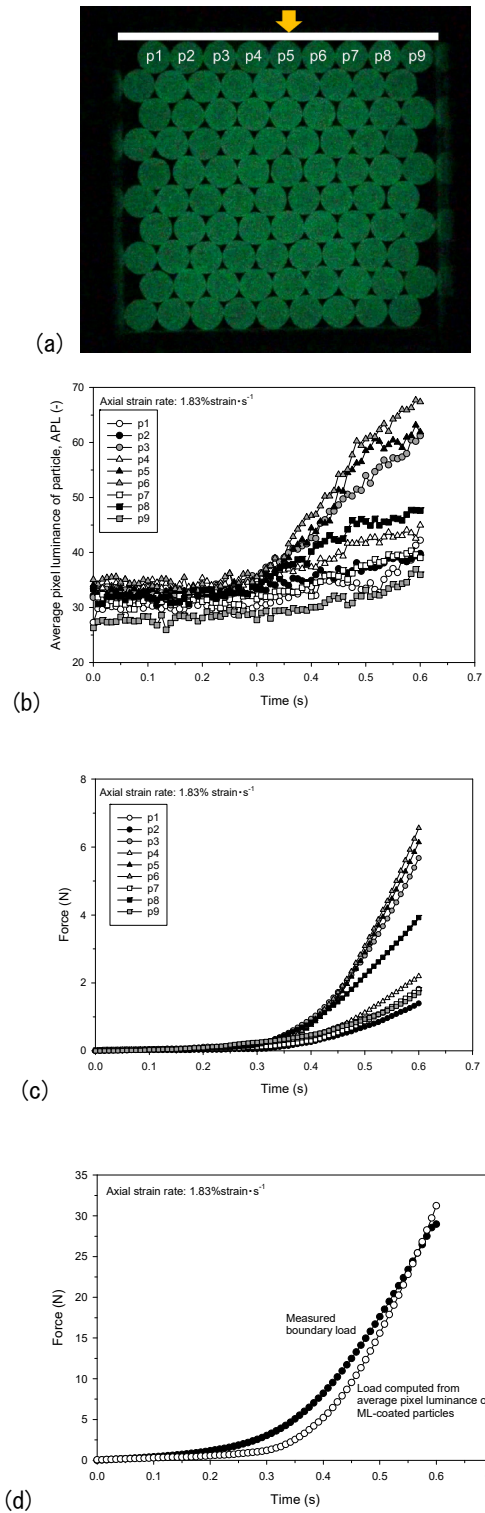 p1 p2 p3 p4 p5 p6 p7 p8 p9
(a)
70
Axial strain rate: 1.83%strain・s-1
p1
p2
p3
p4
p5
p6
p7
p8
p9
60
50
40
30
20
Average pixel luminance of particle, APL (-)
0.0 0.1 0.2 0.3 0.4 0.5 0.6 0.7
Time (s)
(b)
8
Axial strain rate: 1.83% strain・s-1
p1
p2
p3
p4
p5
p6
p7
p8
p9
6
4
2
0
Force (N)
0.0 0.1 0.2 0.3 0.4 0.5 0.6 0.7
Time (s)
(c)
35
Axial strain rate: 1.83%strain・s-1
30
25
20
15
10
5
0
Force (N)
Measured
boundary load
Load computed from
average pixel luminance o
ML-coated particles
0.0 0.1 0.2 0.3 0.4 0.5 0.6
Time (s)
(d)